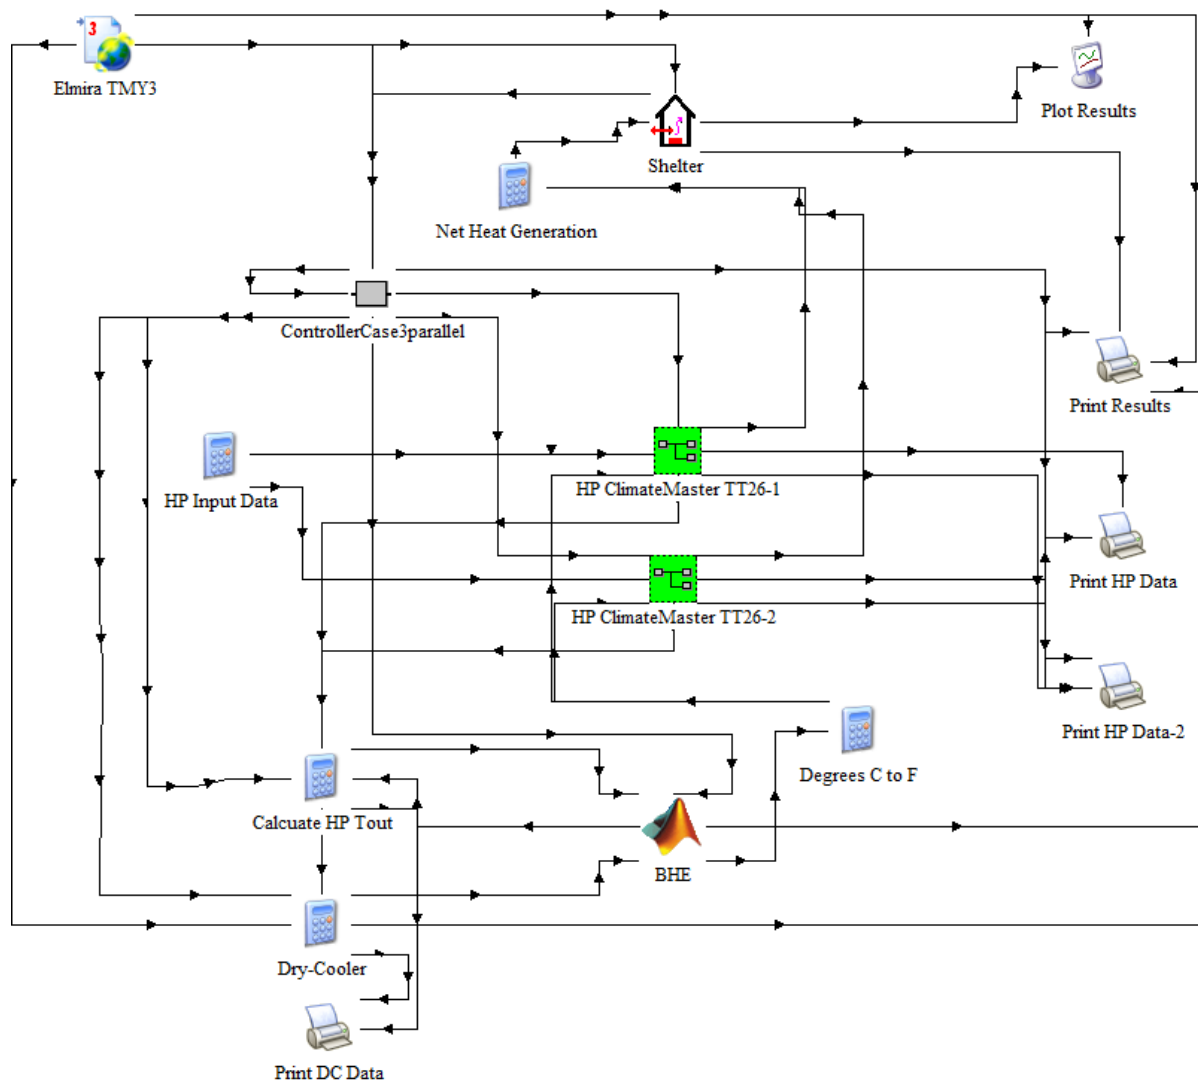 3
Elmira TMY3
Plot Results
Shelter
Net Heat Generation
ControllerCase3parallel
Print Results
HP Input Data
HP ClimateMaster TT26-1
Print HP Data
HP ClimateMaster TT26-2
Print HP Data-2
Degrees C to F
Calcuate HP Tout
BHE
Dry-Cooler
Print DC Data